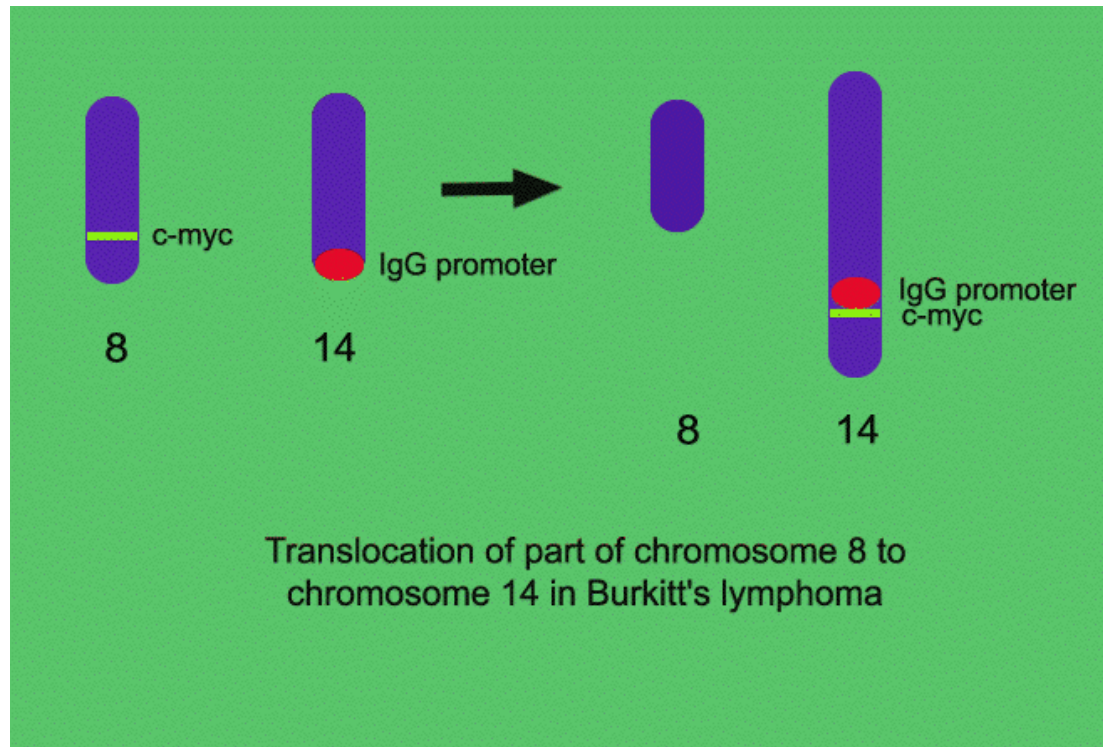 c-myc
IgG promoter
IgG promoter
c-myc
8
14
8
14
Translocation of part of chromosome 8 to
chromosome 14 in Burkitt's lymphoma